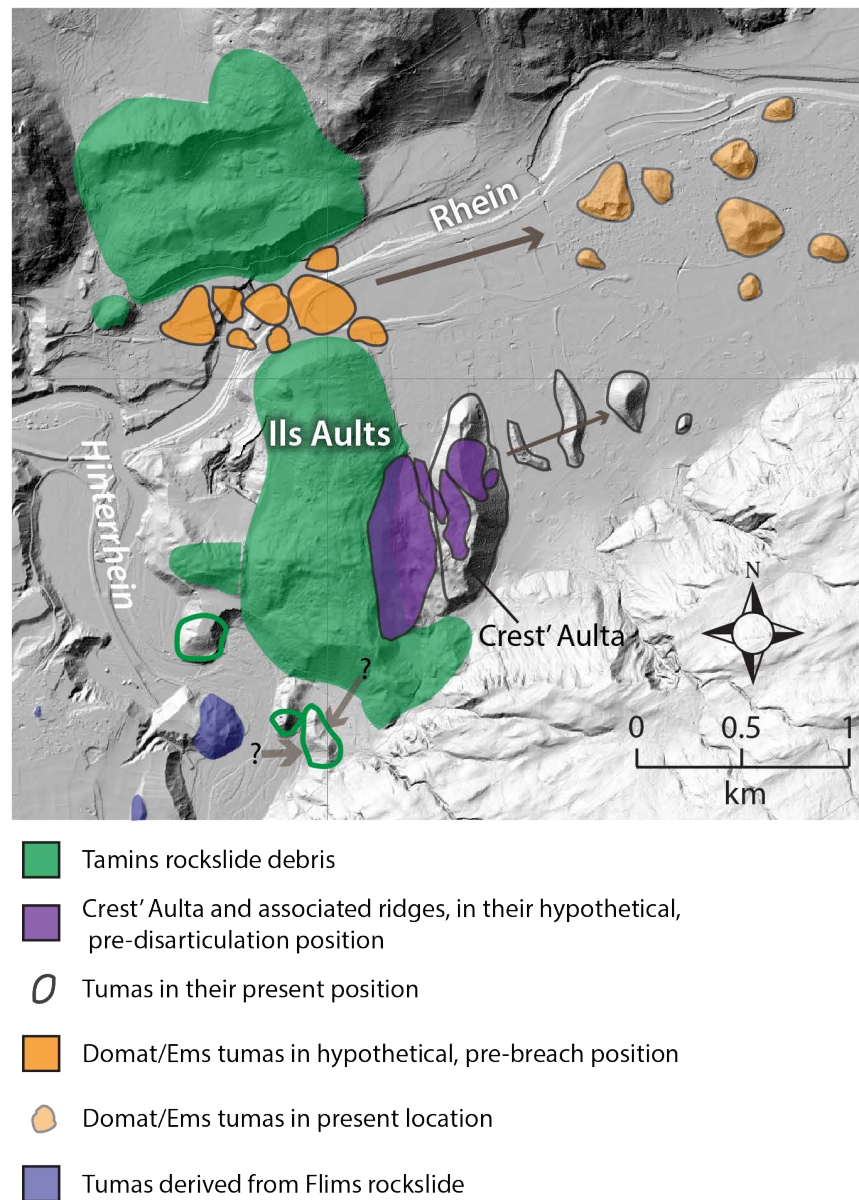 Rhein
Ils Aults
Hinterrhein
N
Crest' Aulta
?
?
0 0.5 1
km
Tamins rockslide debris
Crest' Aulta and associated ridges, in their hypothetical,
pre-disarticulation position
Tumas in their present position
Domat/Ems tumas in hypothetical, pre-breach position
Domat/Ems tumas in present location
Tumas derived from Flims rockslide